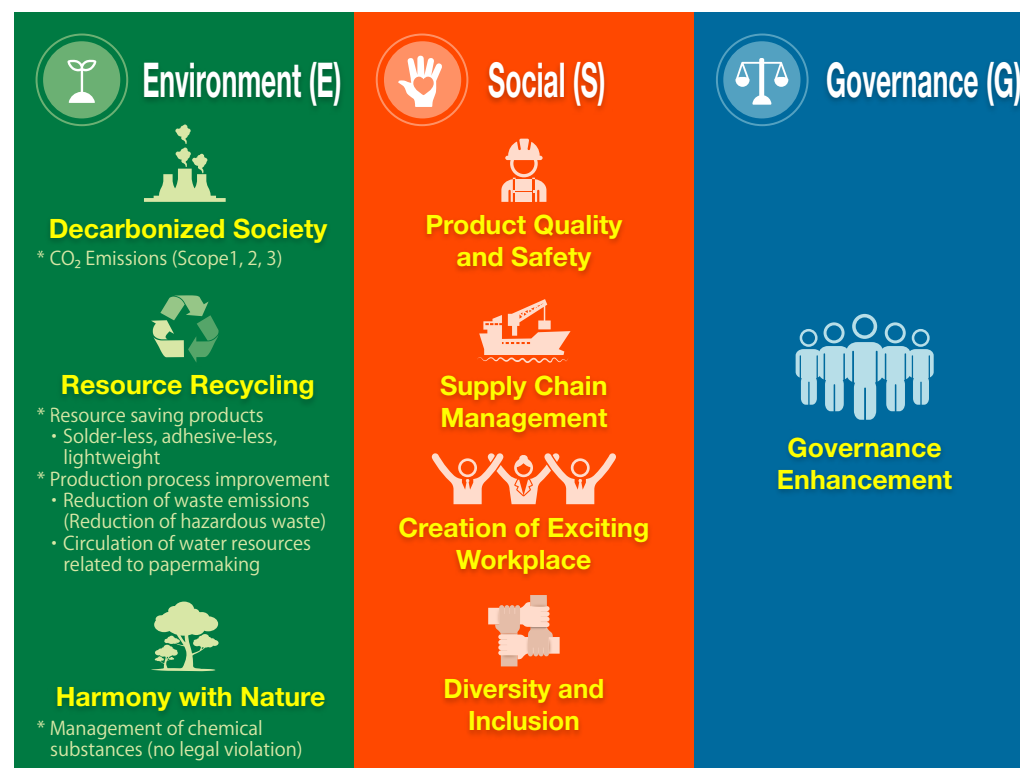 Environment (E)
Decarbonized Society
* CO₂ Emissions (Scope1, 2, 3)
Resource Recycling
* Resource saving products
・Solder-less, adhesive-less,
lightweight
* Production process improvement
・Reduction of waste emissions
(Reduction of hazardous waste)
・Circulation of water resources
related to papermaking
Harmony with Nature
* Management of chemical
substances (no legal violation)
Social (S)
Product Quality
and Safety
Supply Chain
Management
Creation of Exciting
Workplace
Diversity and
Inclusion
Governance (G)
Governance
Enhancement